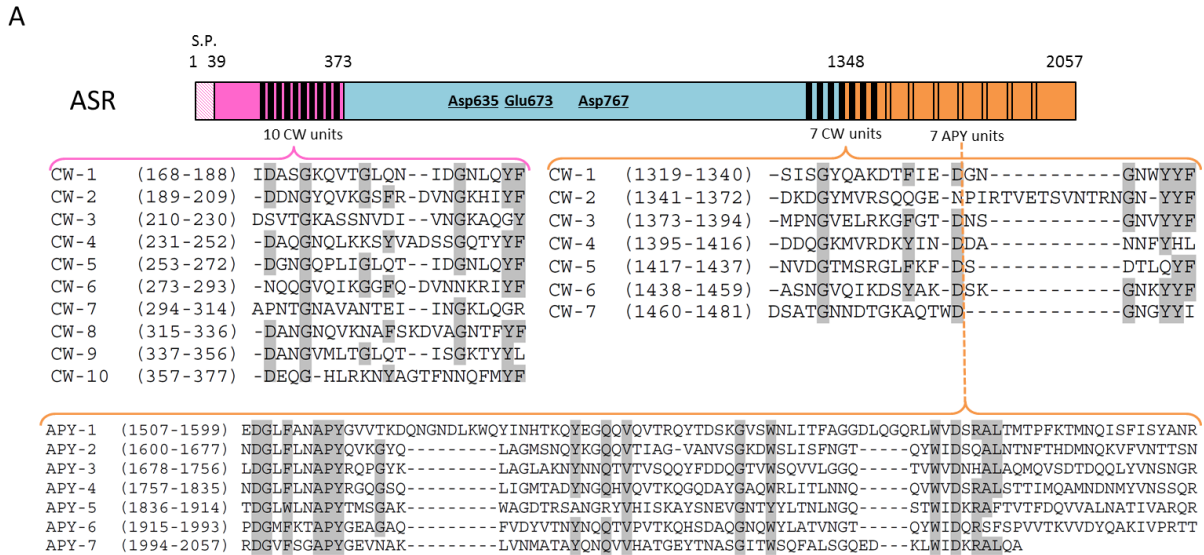 A
S.P.
1 39 373 1348 2057
ASR Asp635 Glu673 Asp767
10 CW units 7 CW units 7 APY units
CW-1 (168-188) IDASGKQVTGLQN--IDGNLQYF
CW-2 (189-209) -DDNGYQVKGSFR-DVNGKHIYF
CW-3 (210-230) DSVTGKASSNVDI--VNGKAQGY
CW-4 (231-252) -DAQGNQLKKSYVADSSGQTYYF
CW-5 (253-272) -DGNGQPLIGLQT--IDGNLQYF
CW-6 (273-293) -NQQGVQIKGGFQ-DVNNKRIYF
CW-7 (294-314) APNTGNAVANTEI--INGKLQGR
CW-8 (315-336) -DANGNQVKNAFSKDVAGNTFYF
CW-9 (337-356) -DANGVMLTGLQT--ISGKTYYL
CW-10 (357-377) -DEQG-HLRKNYAGTFNNQFMYF
CW-1 (1319-1340) -SISGYQAKDTFIE-DGN----------GNWYYF
CW-2 (1341-1372) DKDGYMVRSQQGE-NPIRTVETSVNTRNGN-YYF
CW-3 (1373-1394) -MPNGVELRKGFGT-DNS----------GNVYYF
CW-4 (1395-1416) -DDQGKMVRDKYIN-DDA----------NNFYHL
CW-5 (1417-1437) -NVDGTMSRGLFKF-DS-----------DTLQYF
CW-6 (1438-1459) -ASNGVQIKDSYAK-DSK----------GNKYYF
CW-7 (1460-1481) DSATGNNDTGKAQTWD------------GNGYYI
APY-1 (1507-1599) EDGLFANAPYGVVTKDQNGNDLKWQYINHTKQYEGQQVQVTRQYTDSKGVSWNLITFAGGDLQGQRLWVDSRALTMTPFKTMNQISFISYANR
APY-2 (1600-1677) NDGLFLNAPYQVKGYQ-------LAGMSNQYKGQQVTIAG-VANVSGKDWSLISFNGT------QYWIDSQALNTNFTHDMNQKVFVNTTSN
APY-3 (1678-1756) LDGLFLNAPYRQPGYK-------LAGLAKNYNNQTVTVSQQYFDDQGTVWSQVVLGGQ------TVWVDNHALAQMQVSDTDQQLYVNSNGR
APY-4 (1757-1835) NDGLFLNAPYRGQGSQ-------LIGMTADYNGQHVQVTKQGQDAYGAQWRLITLNNQ------QVWVDSRALSTTIMQAMNDNMYVNSSQR
APY-5 (1836-1914) TDGLWLNAPYTMSGAK-------WAGDTRSANGRYVHISKAYSNEVGNTYYLTNLNGQ------STWIDKRAFTVTFDQVVALNATIVARQR
APY-6 (1915-1993) PDGMFKTAPYGEAGAQ-------FVDYVTNYNQQTVPVTKQHSDAQGNQWYLATVNGT------QYWIDQRSFSPVVTKVVDYQAKIVPRTT
APY-7 (1994-2057) RDGVFSGAPYGEVNAK-------LVNMATAYQNQVVHATGEYTNASGITWSQFALSGQED----KLWIDKRALQA